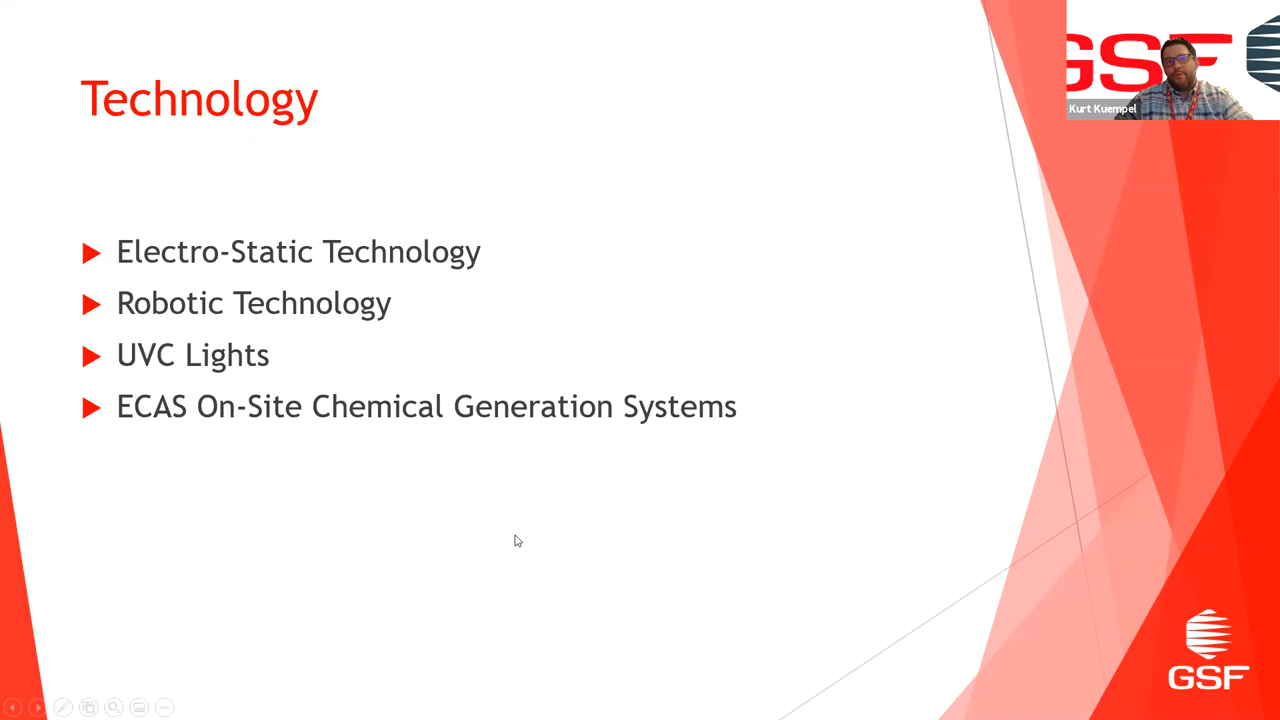 Technology
GSF
Kurt Kuempel
Electro-Static Technology
Robotic Technology
UVC Lights
ECAS On-Site Chemical Generation Systems
GSF